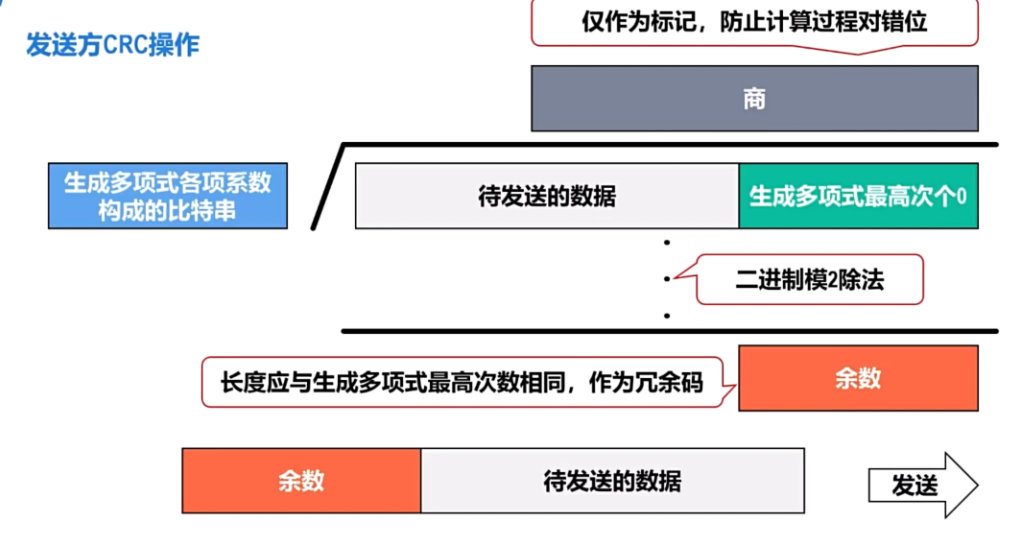 仅作为标记，防止计算过程对错位
发送方CRC操作
商
生成多项式各项系数
构成的比特串
待发送的数据
生成多项式最高次个0
二进制模2除法
长度应与生成多项式最高次数相同，作为冗余码
余数
余数
待发送的数据
发送